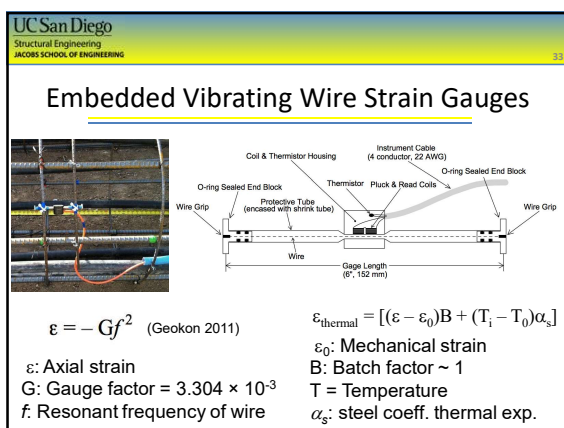 UC San Diego
Structural Engineering
JACOBS SCHOOL OF ENGINEERING
33
Embedded Vibrating Wire Strain Gauges
Instrument Cable
(4 conductor, 22 AWG)
Coil & Thermistor Housing
Thermistor
Pluck & Read Coils
O-ring Sealed End Block
O-ring Sealed End Block
Protective Tube
(encased with shrink tube)
Wire Grip
Wire Grip
Wire
Gage Length
(6", 152 mm)
ε = – Gf² (Geokon 2011)
ε: Axial strain
G: Gauge factor = 3.304 × 10⁻³
f: Resonant frequency of wire
ε_thermal = [(ε – ε₀)B + (Tᵢ – T₀)αₛ]
ε₀: Mechanical strain
B: Batch factor ~ 1
T = Temperature
αₛ: steel coeff. thermal exp.